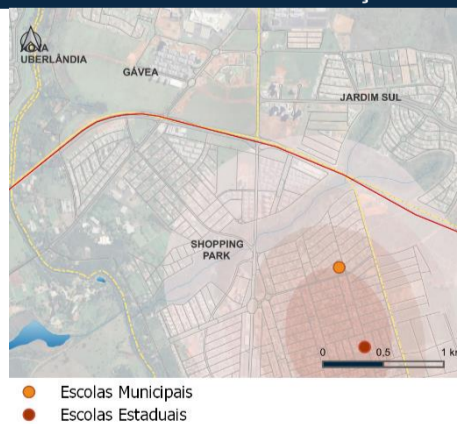 NOVA
UBERLÂNDIA
GÁVEA
JARDIM SUL
SHOPPING
PARK
0 0,5 1 km
Escolas Municipais
Escolas Estaduais